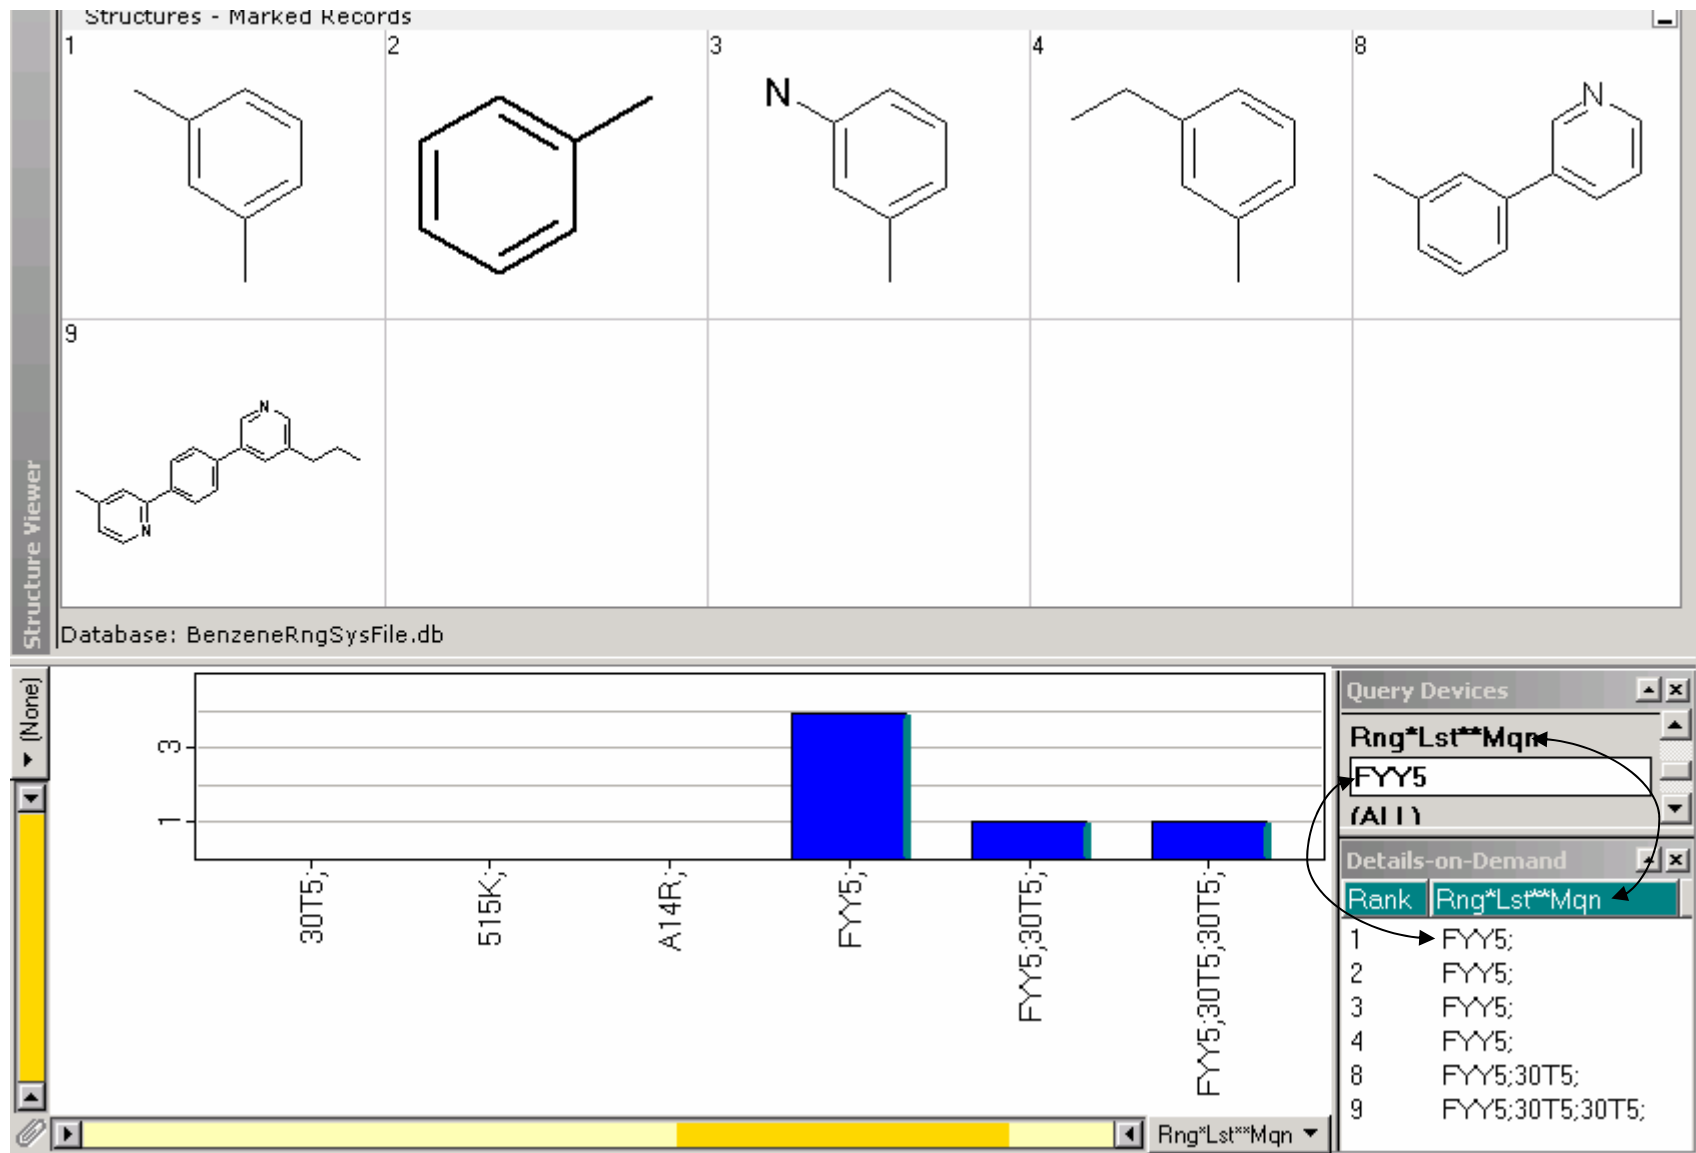 Structures - Marked Records
1
2
3
4
8
N
N
9
N
N
Structure Viewer
Database: BenzeneRngSysFile.db
(None)
3
1
30T5;
515K;
A14R;
FYY5;
FYY5;30T5;
FYY5;30T5;30T5;
Rng*Lst**Mqn
Query Devices
Rng*Lst**Mqn
FYY5
(ALL)
Details-on-Demand
Rank Rng*Lst**Mqn
1 FYY5;
2 FYY5;
3 FYY5;
4 FYY5;
8 FYY5;30T5;
9 FYY5;30T5;30T5;